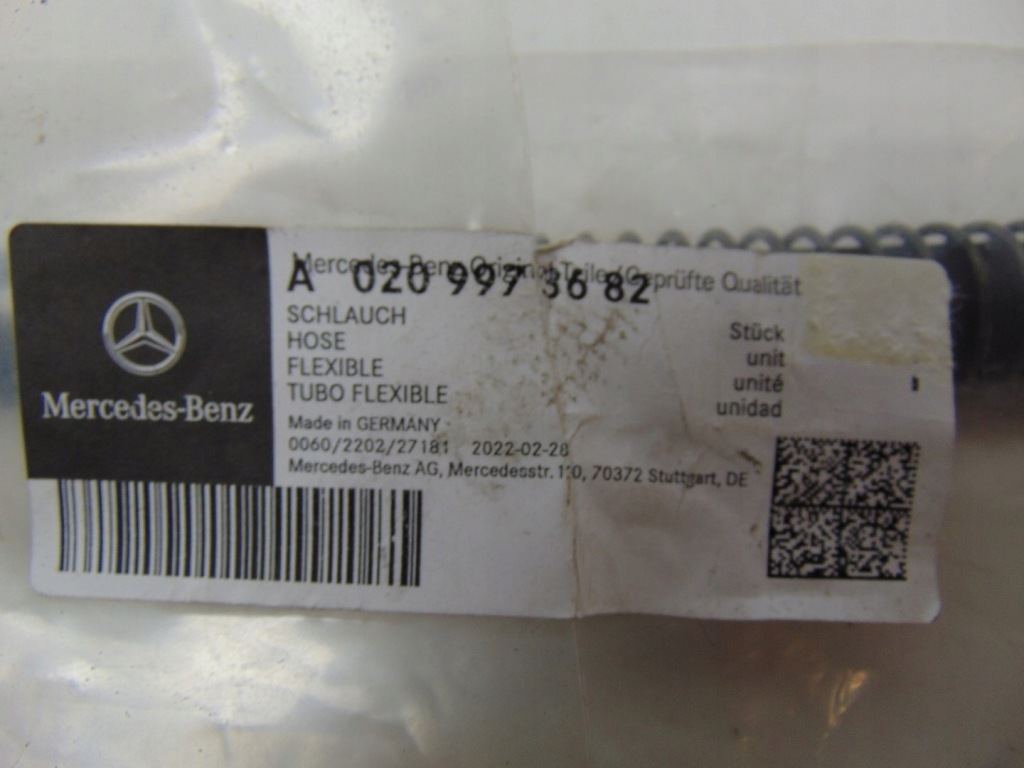 Mercedes-Benz Original-Teile / Geprüfte Qualität
A 020 997 36 82
SCHLAUCH
HOSE
FLEXIBLE
TUBO FLEXIBLE
Stück
unit
unité
unidad
Made in GERMANY
0060/2202/27181 2022-02-28
Mercedes-Benz AG, Mercedesstr. 120, 70372 Stuttgart, DE
Mercedes-Benz